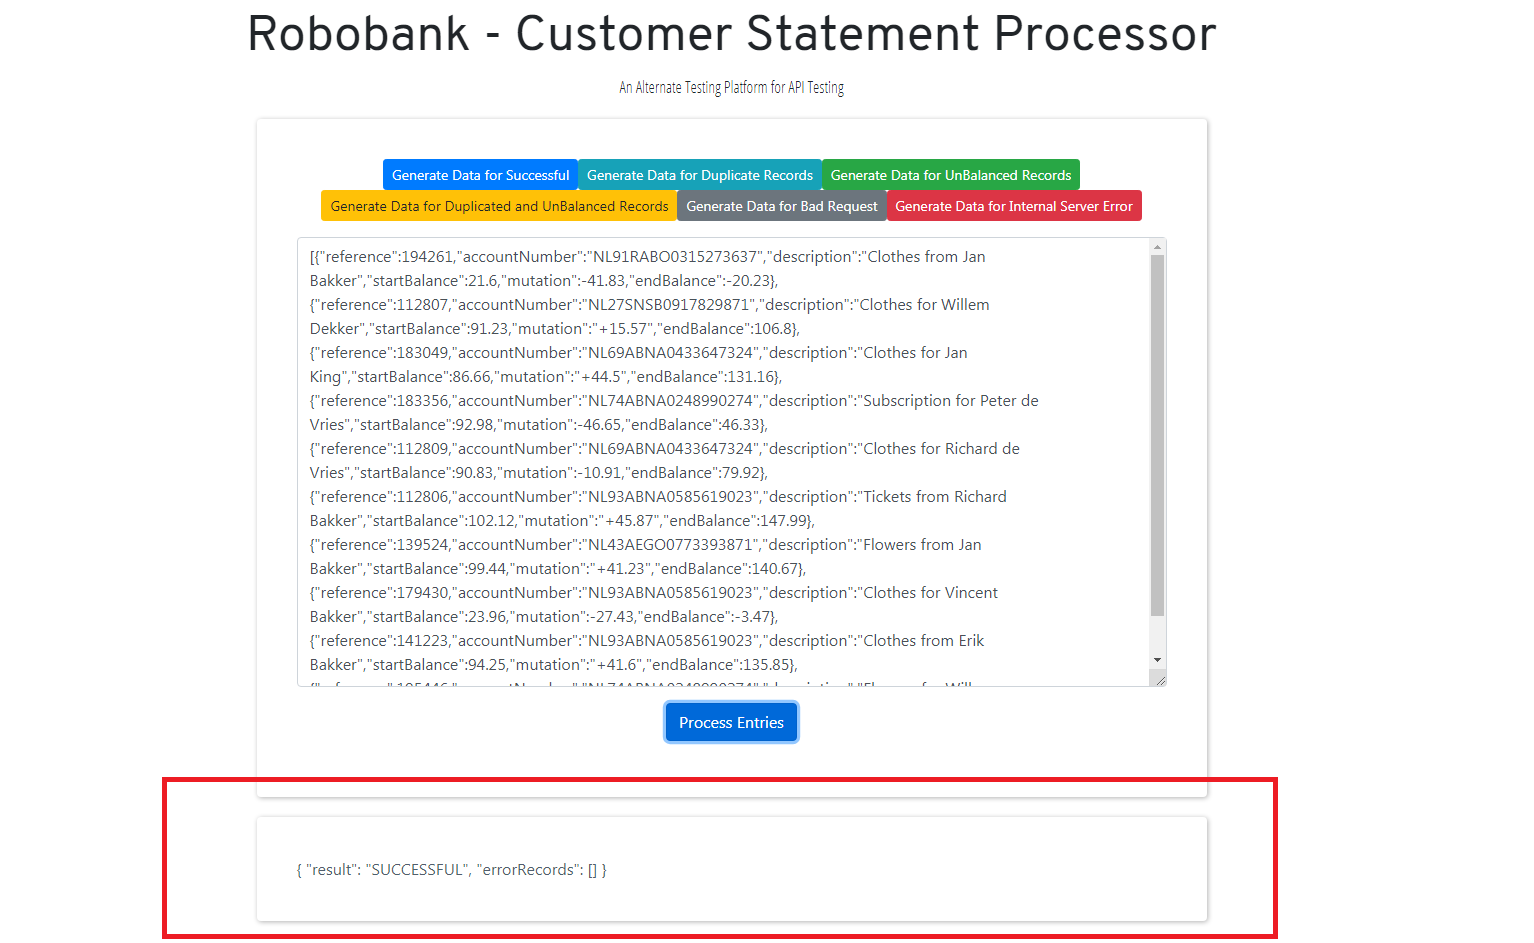 Robobank - Customer Statement Processor
An Alternate Testing Platform for API Testing
Generate Data for Successful Generate Data for Duplicate Records Generate Data for UnBalanced Records
Generate Data for Duplicated and UnBalanced Records Generate Data for Bad Request Generate Data for Internal Server Error
[{"reference":194261,"accountNumber":"NL91RABO0315273637","description":"Clothes from Jan
Bakker","startBalance":21.6,"mutation":-41.83,"endBalance":-20.23},
{"reference":112807,"accountNumber":"NL27SNSB0917829871","description":"Clothes for Willem
Dekker","startBalance":91.23,"mutation":"+15.57","endBalance":106.8},
{"reference":183049,"accountNumber":"NL69ABNA0433647324","description":"Clothes for Jan
King","startBalance":86.66,"mutation":"+44.5","endBalance":131.16},
{"reference":183356,"accountNumber":"NL74ABNA0248990274","description":"Subscription for Peter de
Vries","startBalance":92.98,"mutation":-46.65,"endBalance":46.33},
{"reference":112809,"accountNumber":"NL69ABNA0433647324","description":"Clothes for Richard de
Vries","startBalance":90.83,"mutation":-10.91,"endBalance":79.92},
{"reference":112806,"accountNumber":"NL93ABNA0585619023","description":"Tickets from Richard
Bakker","startBalance":102.12,"mutation":"+45.87","endBalance":147.99},
{"reference":139524,"accountNumber":"NL43AEGO0773393871","description":"Flowers from Jan
Bakker","startBalance":99.44,"mutation":"+41.23","endBalance":140.67},
{"reference":179430,"accountNumber":"NL93ABNA0585619023","description":"Clothes for Vincent
Bakker","startBalance":23.96,"mutation":-27.43,"endBalance":-3.47},
{"reference":141223,"accountNumber":"NL93ABNA0585619023","description":"Clothes from Erik
Bakker","startBalance":94.25,"mutation":"+41.6","endBalance":135.85},
Process Entries
{ "result": "SUCCESSFUL", "errorRecords": [] }